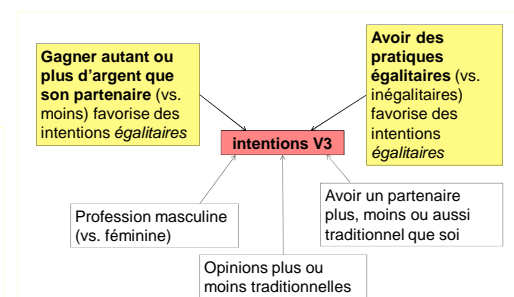 Gagner autant ou
plus d'argent que
son partenaire (vs.
moins) favorise des
intentions égalitaires
Avoir des
pratiques
égalitaires (vs.
inégalitaires)
favorise des
intentions
égalitaires
intentions V3
Profession masculine
(vs. féminine)
Avoir un partenaire
plus, moins ou aussi
traditionnel que soi
Opinions plus ou
moins traditionnelles